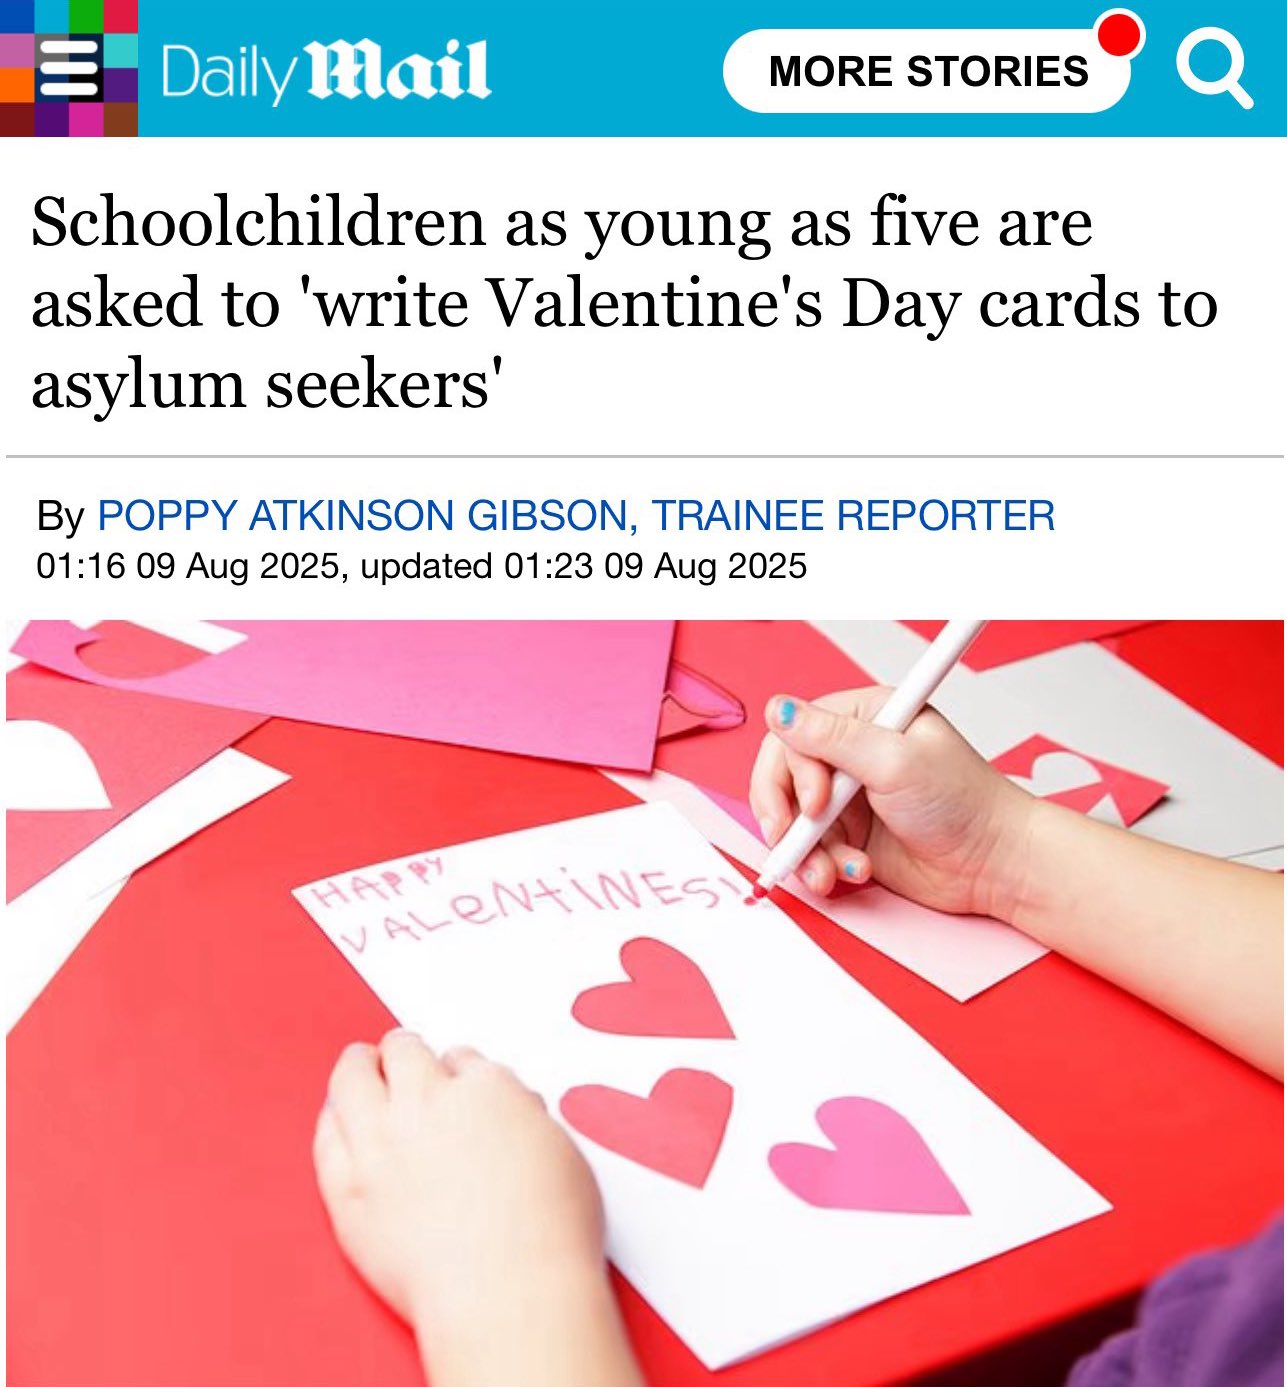 Daily Mail
MORE STORIES
Schoolchildren as young as five are
asked to 'write Valentine's Day cards to
asylum seekers'
By POPPY ATKINSON GIBSON, TRAINEE REPORTER
01:16 09 Aug 2025, updated 01:23 09 Aug 2025
HAPPY
VALENTiNES!